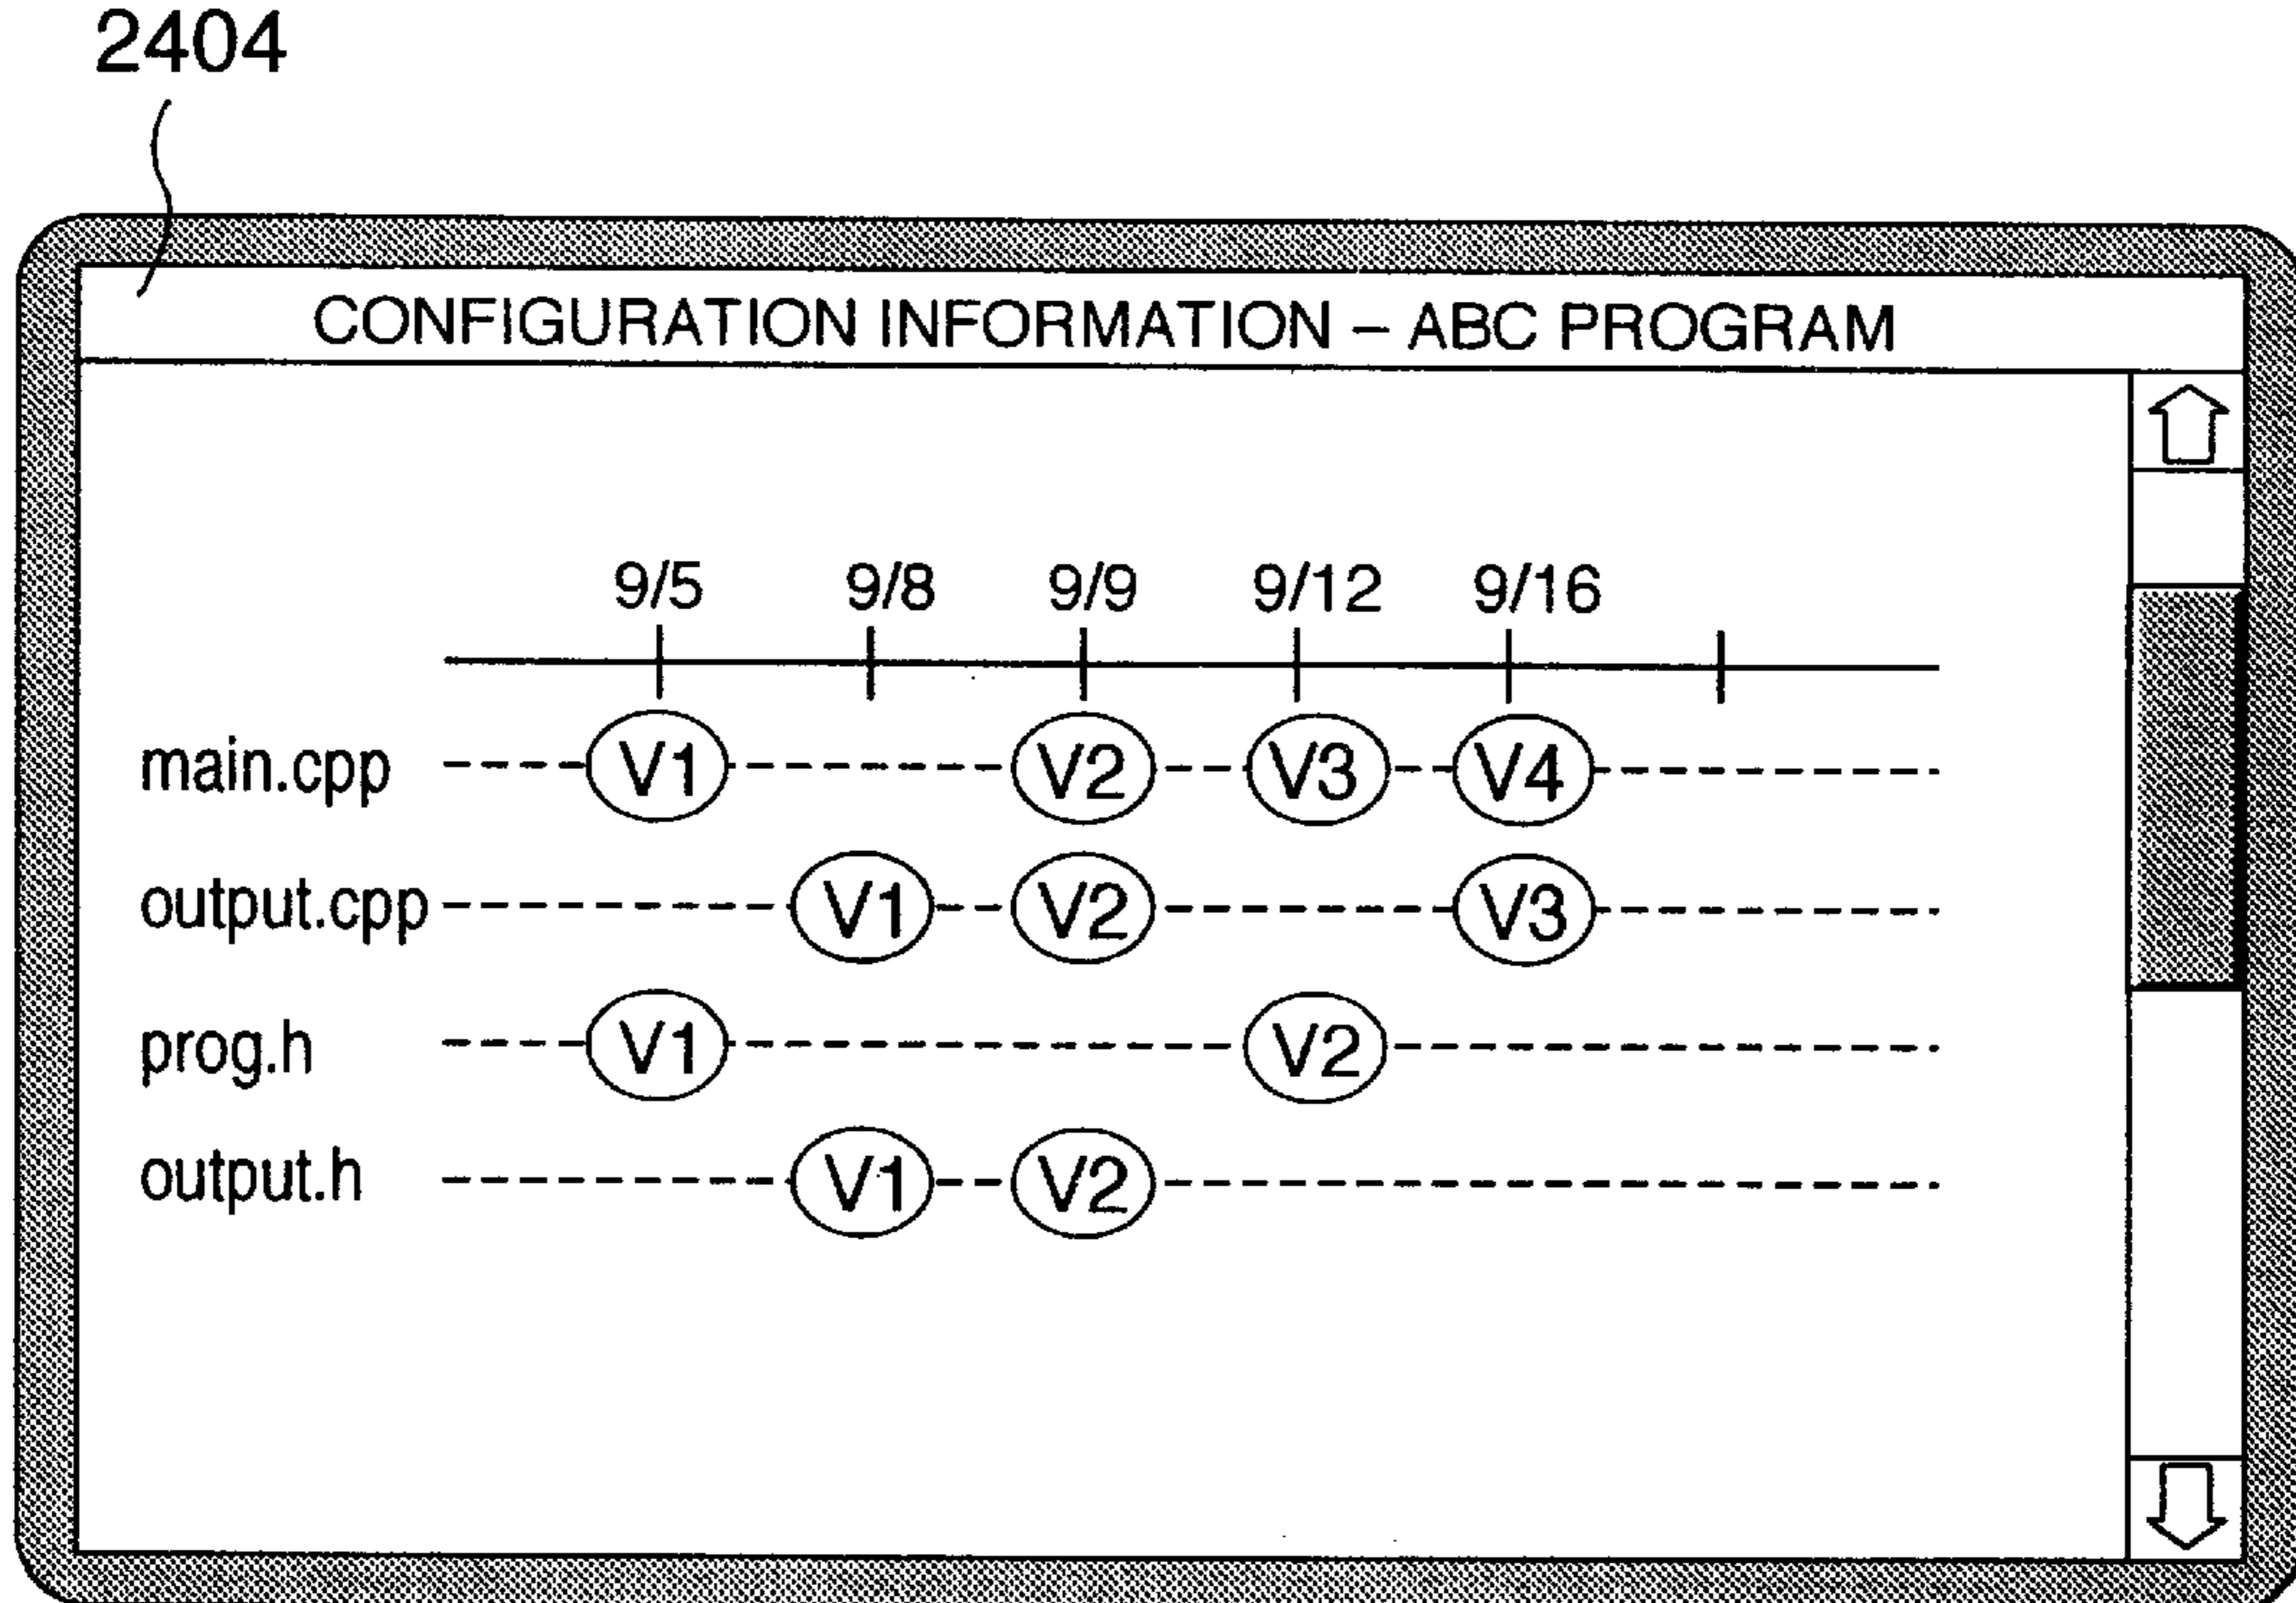 2404
CONFIGURATION INFORMATION – ABC PROGRAM
9/5 9/8 9/9 9/12 9/16
main.cpp V1 V2 V3 V4
output.cpp V1 V2 V3
prog.h V1 V2
output.h V1 V2